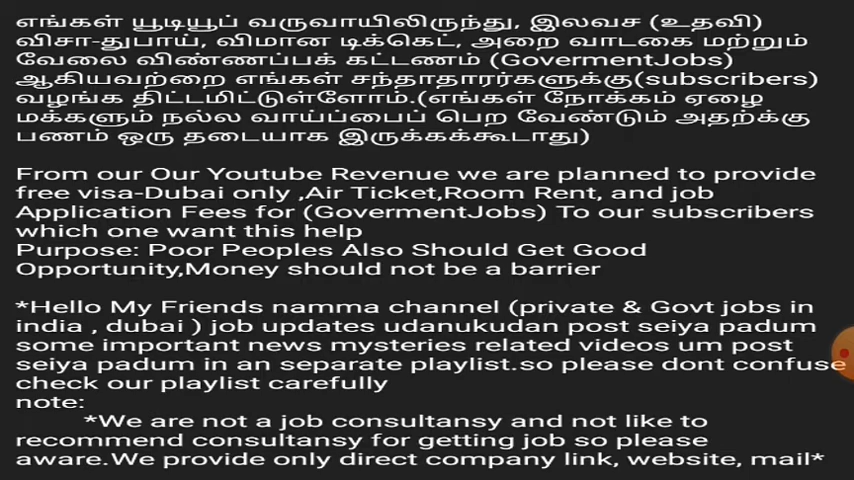 எங்கள் யூடியூப் வருவாயிலிருந்து, இலவச (உதவி)
விசா-துபாய், விமான டிக்கெட், அறை வாடகை மற்றும்
வேலை விண்ணப்பக் கட்டணம் (GovermentJobs)
ஆகியவற்றை எங்கள் சந்தாதாரர்களுக்கு(subscribers)
வழங்க திட்டமிட்டுள்ளோம்.(எங்கள் நோக்கம் ஏழை
மக்களும் நல்ல வாய்ப்பைப் பெற வேண்டும் அதற்க்கு
பணம் ஒரு தடையாக இருக்கக்கூடாது)
From our Our Youtube Revenue we are planned to provide
free visa-Dubai only ,Air Ticket,Room Rent, and job
Application Fees for (GovermentJobs) To our subscribers
which one want this help
Purpose: Poor Peoples Also Should Get Good
Opportunity,Money should not be a barrier
*Hello My Friends namma channel (private & Govt jobs in
india , dubai ) job updates udanukudan post seiya padum
some important news mysteries related videos um post
seiya padum in an separate playlist.so please dont confuse
check our playlist carefully
note:
*We are not a job consultansy and not like to
recommend consultansy for getting job so please
aware.We provide only direct company link, website, mail*